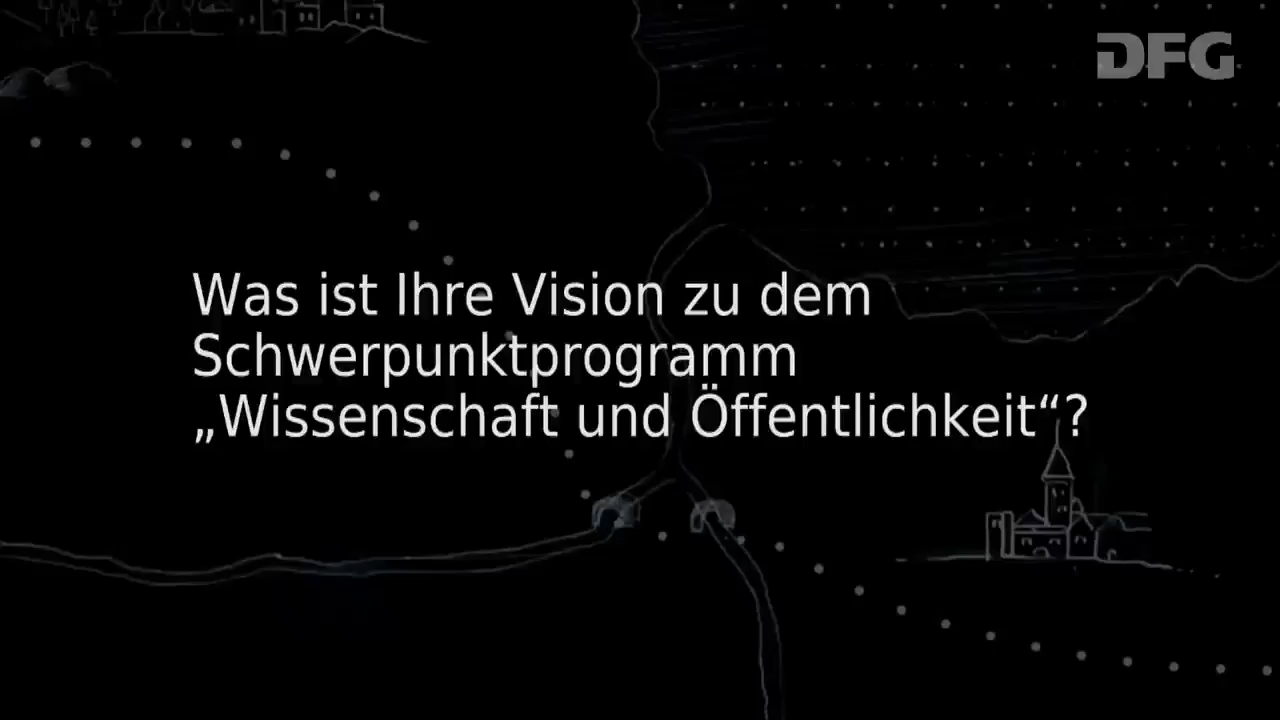 DFG
Was ist Ihre Vision zu dem
Schwerpunktprogramm
„Wissenschaft und Öffentlichkeit“?